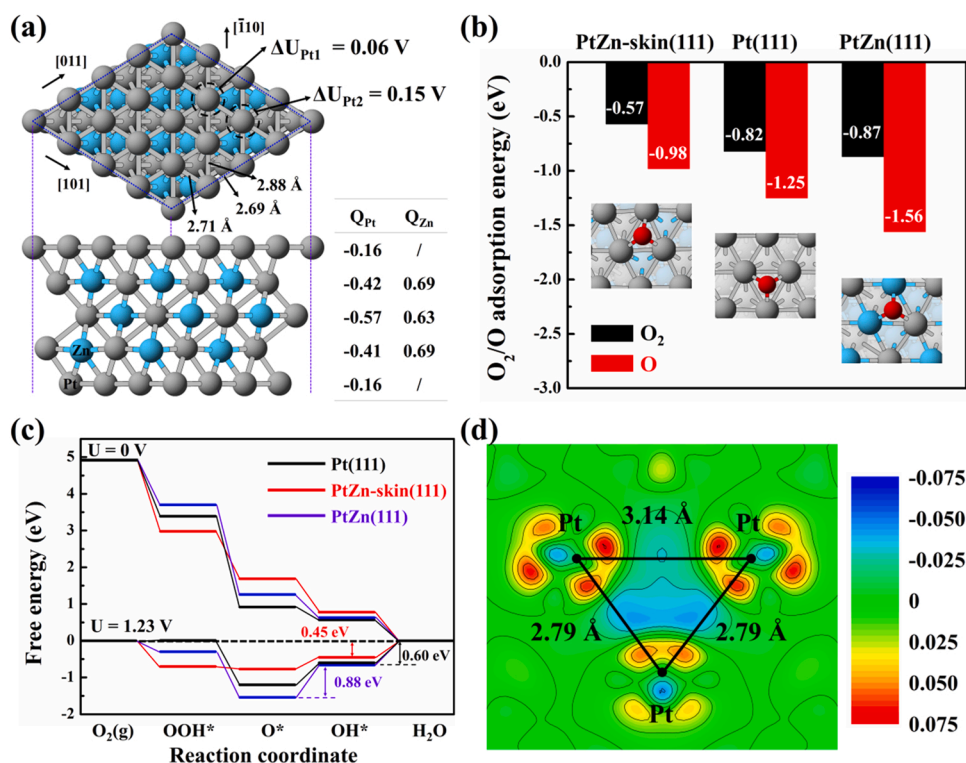 (a)
[1̄10]
[011]
ΔU_Pt1 = 0.06 V
ΔU_Pt2 = 0.15 V
[101]
2.88 Å
2.69 Å
2.71 Å
Q_Pt Q_Zn
-0.16 /
-0.42 0.69
-0.57 0.63
-0.41 0.69
-0.16 /
Zn
Pt
(b)
PtZn-skin(111) Pt(111) PtZn(111)
O₂/O adsorption energy (eV)
0.0
-0.5
-1.0
-1.5
-2.0
-2.5
-3.0
-0.57
-0.98
-0.82
-1.25
-0.87
-1.56
O₂
O
(c)
Free energy (eV)
5
4
3
2
1
0
-1
-2
U = 0 V
U = 1.23 V
Pt(111)
PtZn-skin(111)
PtZn(111)
0.45 eV
0.60 eV
0.88 eV
O₂(g) OOH* O* OH* H₂O
Reaction coordinate
(d)
Pt
3.14 Å
Pt
2.79 Å
2.79 Å
Pt
-0.075
-0.050
-0.025
0
0.025
0.050
0.075